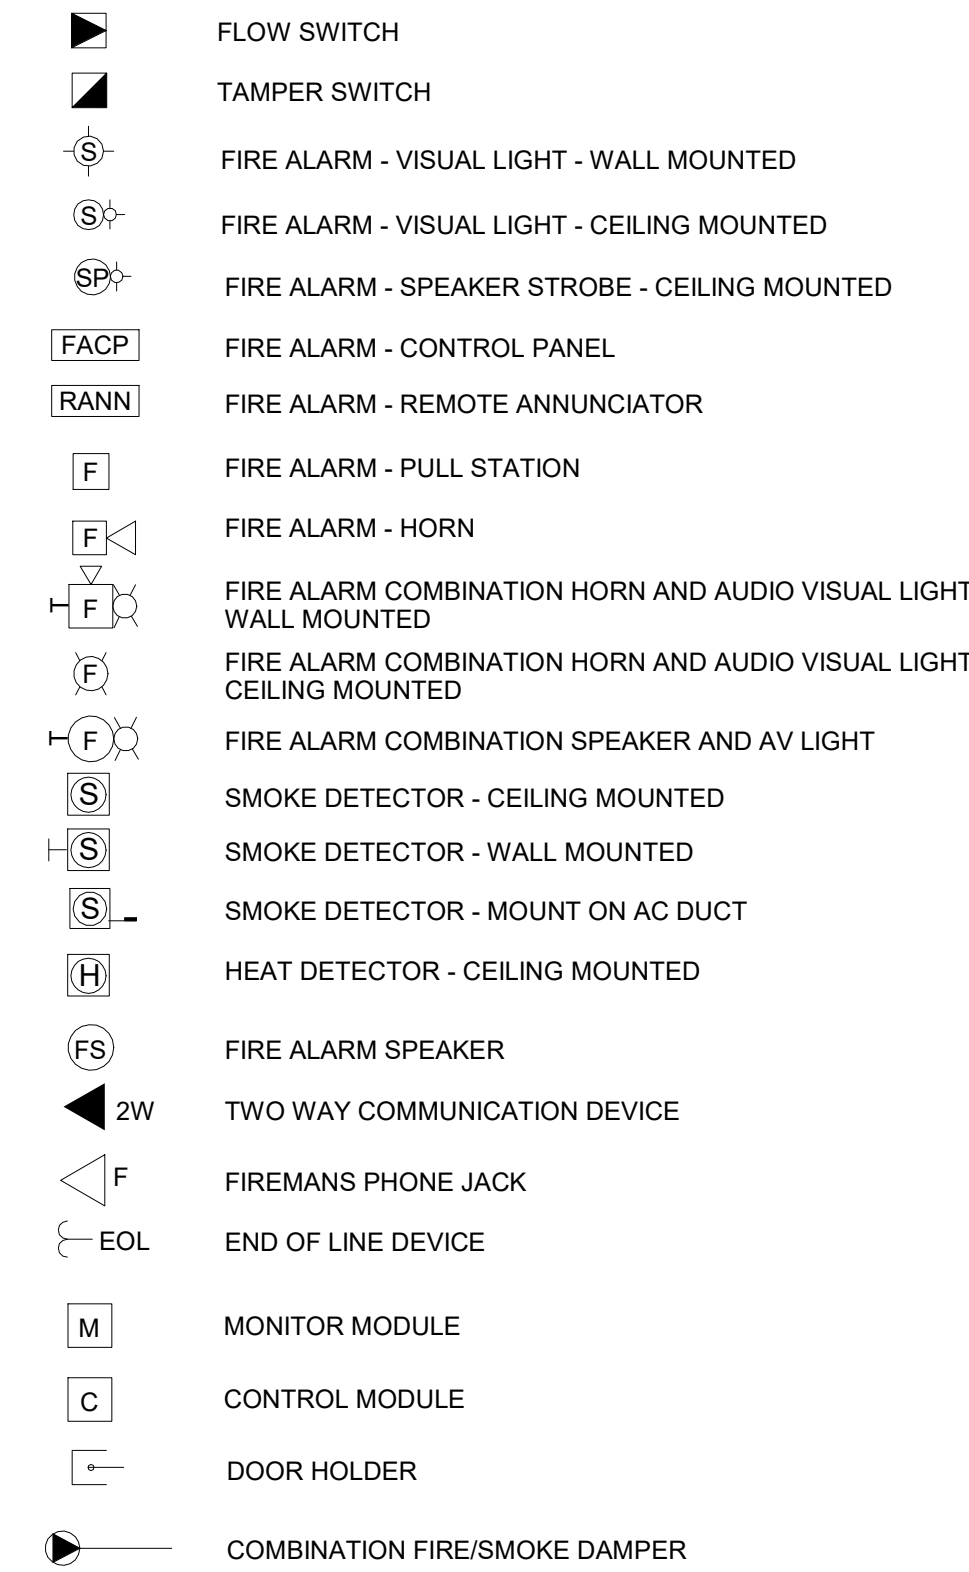 FLOW SWITCH
TAMPER SWITCH
S FIRE ALARM - VISUAL LIGHT - WALL MOUNTED
S FIRE ALARM - VISUAL LIGHT - CEILING MOUNTED
SP FIRE ALARM - SPEAKER STROBE - CEILING MOUNTED
FACP FIRE ALARM - CONTROL PANEL
RANN FIRE ALARM - REMOTE ANNUNCIATOR
F FIRE ALARM - PULL STATION
F FIRE ALARM - HORN
F FIRE ALARM COMBINATION HORN AND AUDIO VISUAL LIGHT
WALL MOUNTED
F FIRE ALARM COMBINATION HORN AND AUDIO VISUAL LIGHT
CEILING MOUNTED
F FIRE ALARM COMBINATION SPEAKER AND AV LIGHT
S SMOKE DETECTOR - CEILING MOUNTED
S SMOKE DETECTOR - WALL MOUNTED
S SMOKE DETECTOR - MOUNT ON AC DUCT
H HEAT DETECTOR - CEILING MOUNTED
FS FIRE ALARM SPEAKER
2W TWO WAY COMMUNICATION DEVICE
F FIREMANS PHONE JACK
EOL END OF LINE DEVICE
M MONITOR MODULE
C CONTROL MODULE
DOOR HOLDER
COMBINATION FIRE/SMOKE DAMPER